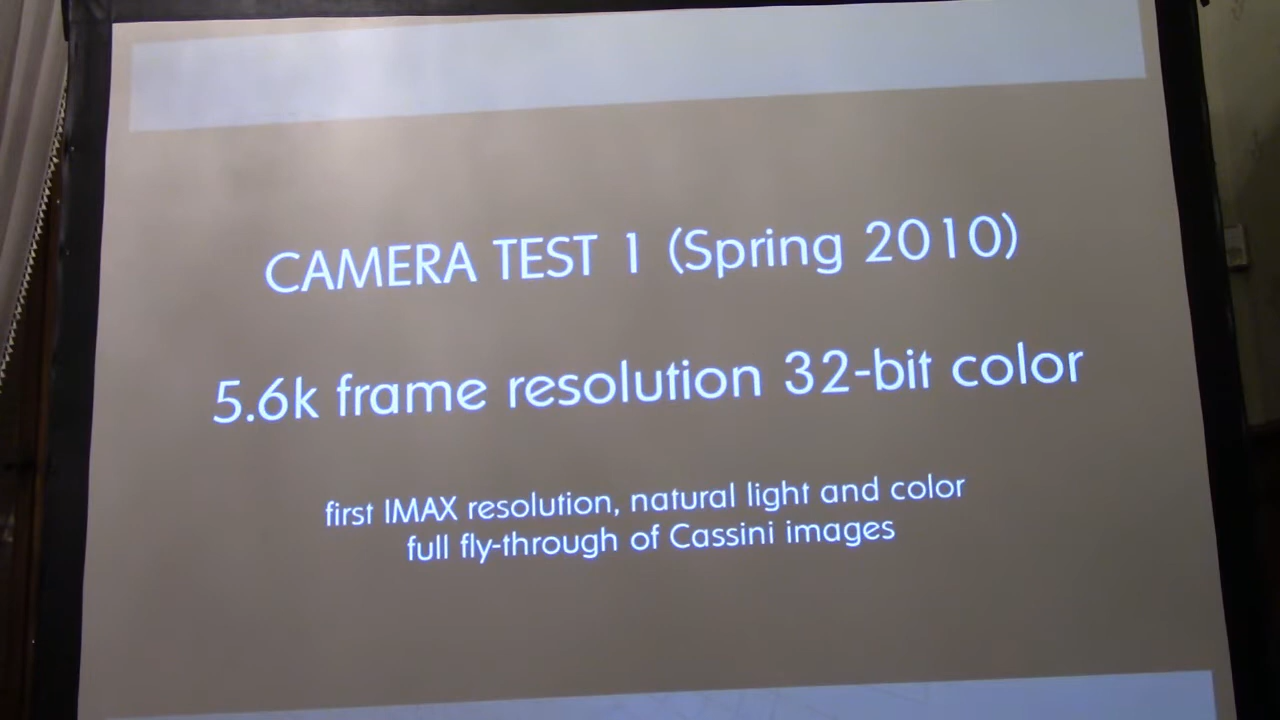 CAMERA TEST 1 (Spring 2010)
5.6k frame resolution 32-bit color
first IMAX resolution, natural light and color
full fly-through of Cassini images